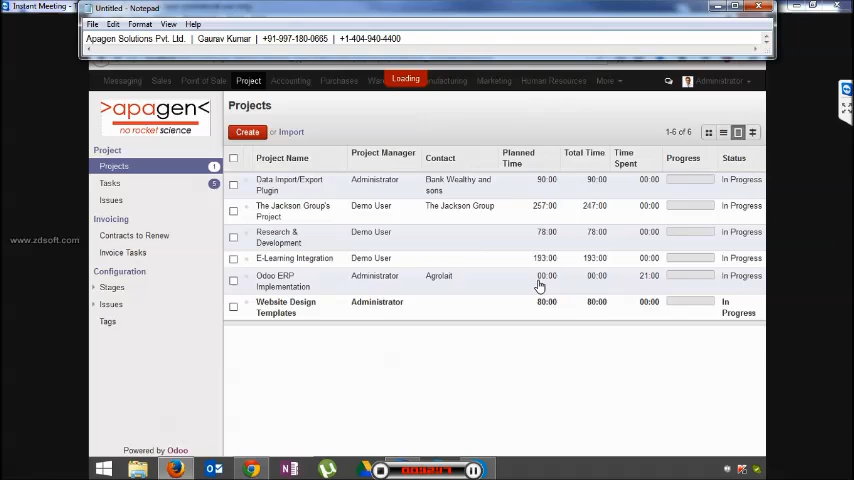 Instant Meeting - T
Untitled - Notepad
File Edit Format View Help
Apagen Solutions Pvt. Ltd. | Gaurav Kumar | +91-997-180-0665 | +1-404-940-4400
Messaging Sales Point of Sale Project Accounting Purchases Loading Marketing Human Resources More Administrator
>apagen<
no rocket science
Projects
Create or Import
1-6 of 6
Project
Projects 1
Tasks 5
Issues
Invoicing
Contracts to Renew
Invoice Tasks
Configuration
Stages
Issues
Tags
Project Name Project Manager Contact Planned Time Total Time Time Spent Progress Status
Data Import/Export Plugin Administrator Bank Wealthy and sons 90:00 90:00 00:00 In Progress
The Jackson Group's Project Demo User The Jackson Group 257:00 247:00 00:00 In Progress
Research & Development Demo User 78:00 78:00 00:00 In Progress
E-Learning Integration Demo User 193:00 193:00 00:00 In Progress
Odoo ERP Implementation Administrator Agrolait 00:00 00:00 21:00 In Progress
Website Design Templates Administrator 80:00 80:00 00:00 In Progress
www.zdsoft.com
Powered by Odoo